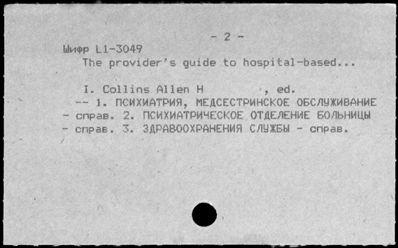 - 2 -
Шифр L1-3049
The provider's guide to hospital-based...
I. Collins Allen H , ed.
-- 1. ПСИХИАТРИЯ, МЕДСЕСТРИНСКОЕ ОБСЛУЖИВАНИЕ
- справ. 2. ПСИХИАТРИЧЕСКОЕ ОТДЕЛЕНИЕ БОЛЬНИЦЫ
- справ. 3. ЗДРАВООХРАНЕНИЯ СЛУЖБЫ - справ.